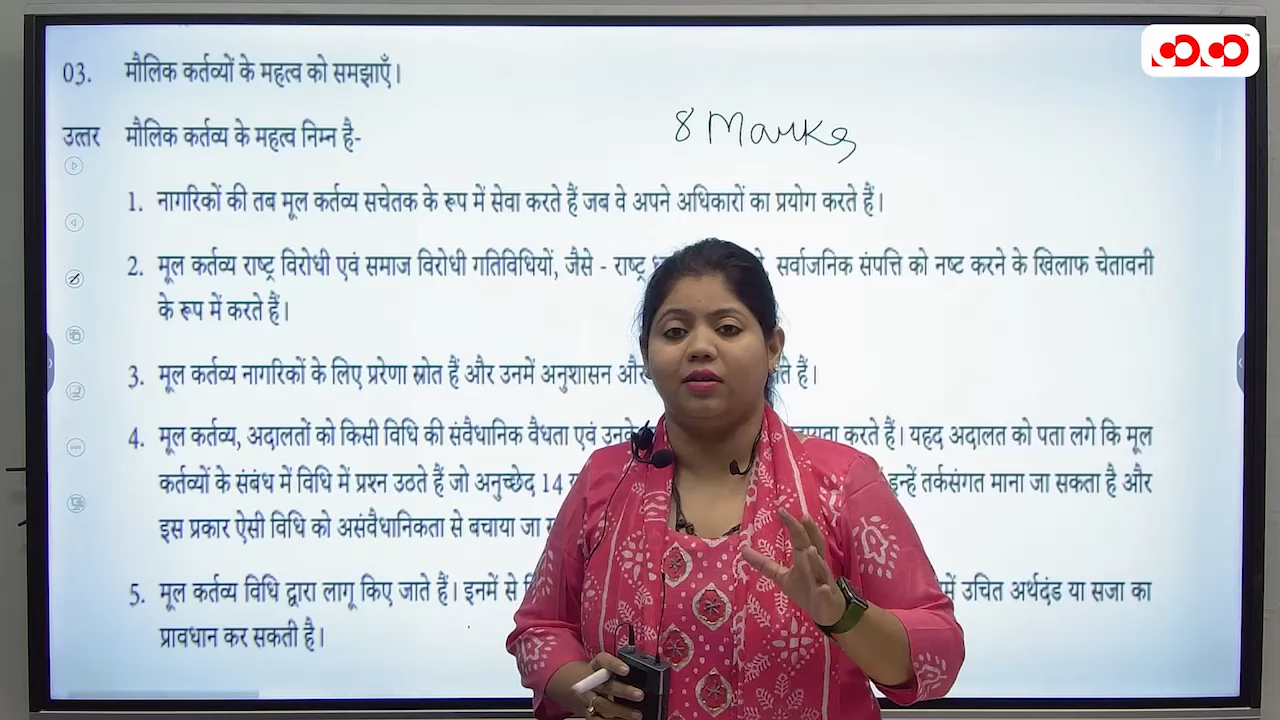 03. मौलिक कर्तव्यों के महत्व को समझाएँ।
उत्तर मौलिक कर्तव्य के महत्व निम्न है-
8 Marks
1. नागरिकों की तब मूल कर्तव्य सचेतक के रूप में सेवा करते हैं जब वे अपने अधिकारों का प्रयोग करते हैं।
2. मूल कर्तव्य राष्ट्र विरोधी एवं समाज विरोधी गतिविधियों, जैसे - राष्ट्र सर्वाजनिक संपत्ति को नष्ट करने के खिलाफ चेतावनी
के रूप में करते हैं।
3. मूल कर्तव्य नागरिकों के लिए प्ररेणा स्रोत हैं और उनमें अनुशासन और हैं।
4. मूल कर्तव्य, अदालतों को किसी विधि की संवैधानिक वैधता एवं करते हैं। यहद अदालत को पता लगे कि मूल
कर्तव्यों के संबंध में विधि में प्रश्न उठते हैं जो अनुच्छेद 14 इन्हें तर्कसंगत माना जा सकता है और
इस प्रकार ऐसी विधि को असंवैधानिकता से बचाया जा
5. मूल कर्तव्य विधि द्वारा लागू किए जाते हैं। इनमें से में उचित अर्थदंड या सजा का
प्रावधान कर सकती है।